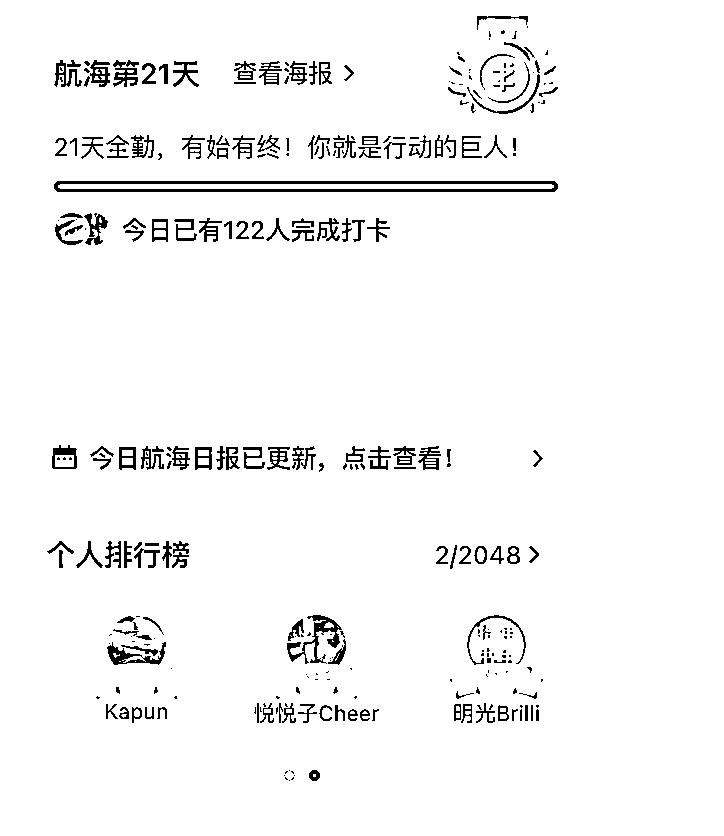 航海第21天 查看海报 >
21天全勤，有始有终！你就是行动的巨人！
今日已有122人完成打卡
今日航海日报已更新，点击查看！ >
个人排行榜 2/2048 >
Kapun 悦悦子Cheer 明光Brilli